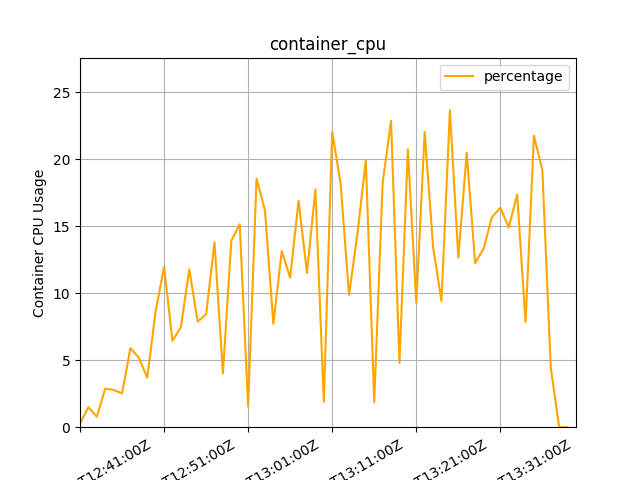 container_cpu
percentage
Container CPU Usage
25
20
15
10
5
0
T12:41:00Z
T12:51:00Z
T13:01:00Z
T13:11:00Z
T13:21:00Z
T13:31:00Z